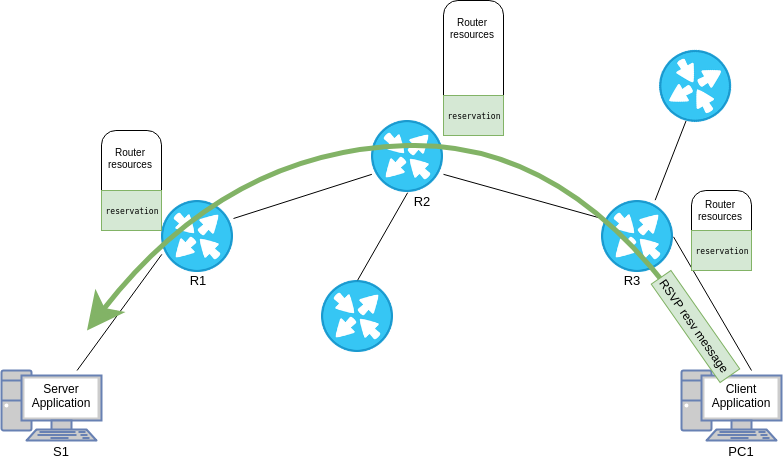 Router
resources
reservation
R2
Router
resources
reservation
R1
Router
resources
reservation
R3
RSVP resv message
Server
Application
S1
Client
Application
PC1